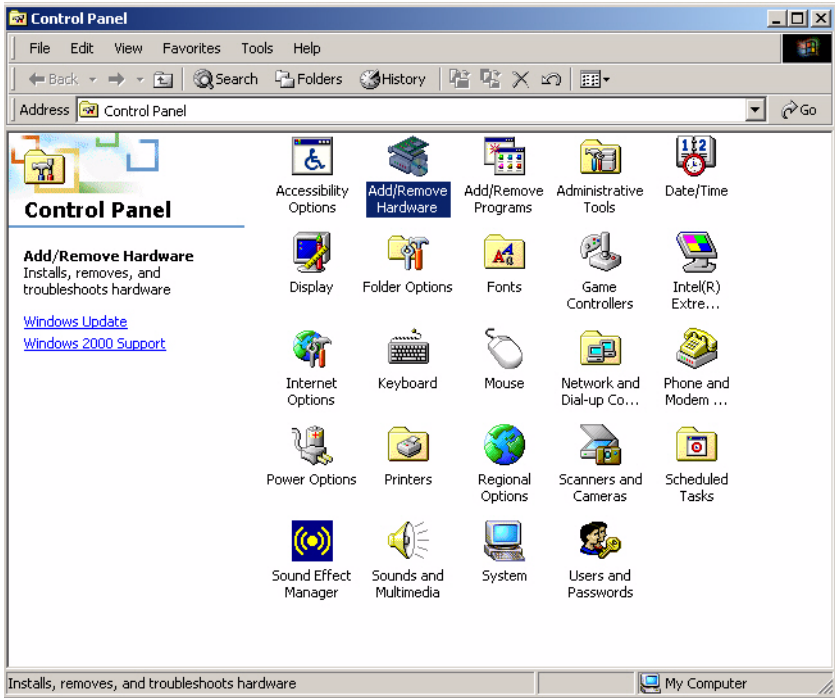 Control Panel
File Edit View Favorites Tools Help
Back Search Folders History
Address Control Panel Go
Control Panel
Add/Remove Hardware
Installs, removes, and
troubleshoots hardware
Windows Update
Windows 2000 Support
Accessibility
Options
Add/Remove
Hardware
Add/Remove
Programs
Administrative
Tools
12
Date/Time
Display
Folder Options
Fonts
Game
Controllers
Intel(R)
Extre...
Internet
Options
Keyboard
Mouse
Network and
Dial-up Co...
Phone and
Modem ...
Power Options
Printers
Regional
Options
Scanners and
Cameras
Scheduled
Tasks
Sound Effect
Manager
Sounds and
Multimedia
System
Users and
Passwords
Installs, removes, and troubleshoots hardware My Computer